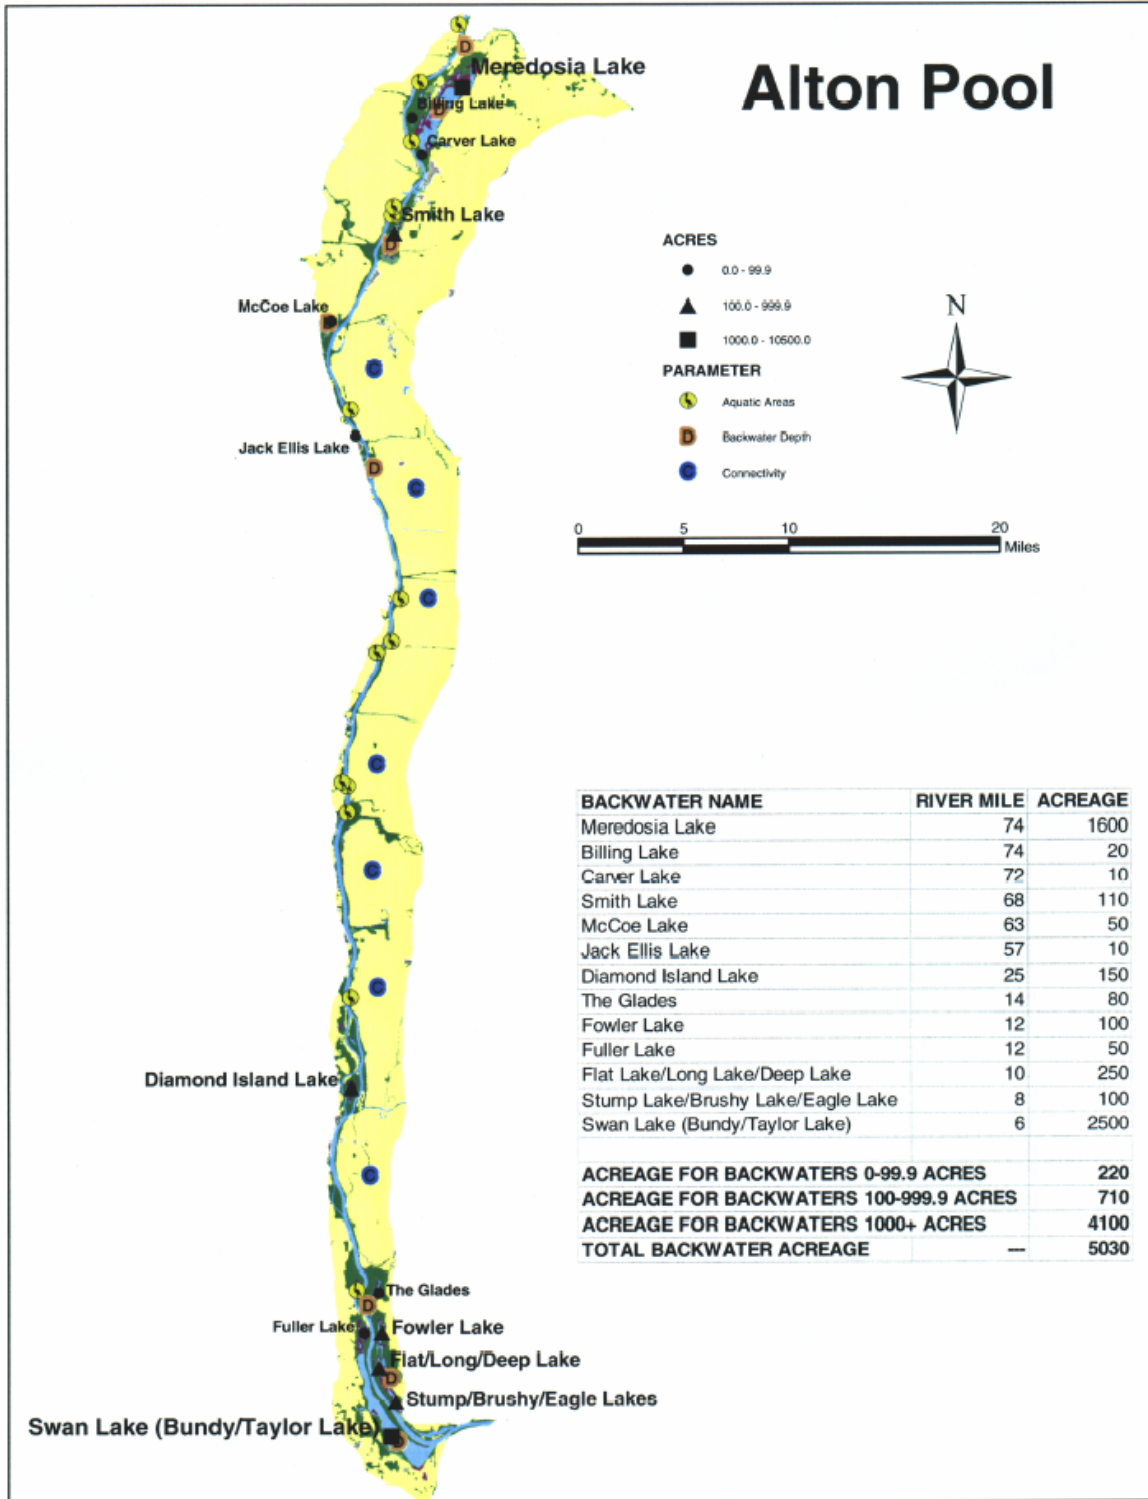 Alton Pool
Meredosia Lake
Billing Lake
Carver Lake
Smith Lake
McCoe Lake
Jack Ellis Lake
Diamond Island Lake
The Glades
Fuller Lake
Fowler Lake
Flat/Long/Deep Lake
Stump/Brushy/Eagle Lakes
Swan Lake (Bundy/Taylor Lake)
D
D
D
D
D
D
D
D
C
C
C
C
C
C
C
ACRES
0.0 - 99.9
100.0 - 999.9
1000.0 - 10500.0
PARAMETER
Aquatic Areas
D Backwater Depth
C Connectivity
N
0 5 10 20
Miles
BACKWATER NAME RIVER MILE ACREAGE
Meredosia Lake 74 1600
Billing Lake 74 20
Carver Lake 72 10
Smith Lake 68 110
McCoe Lake 63 50
Jack Ellis Lake 57 10
Diamond Island Lake 25 150
The Glades 14 80
Fowler Lake 12 100
Fuller Lake 12 50
Flat Lake/Long Lake/Deep Lake 10 250
Stump Lake/Brushy Lake/Eagle Lake 8 100
Swan Lake (Bundy/Taylor Lake) 6 2500
ACREAGE FOR BACKWATERS 0-99.9 ACRES 220
ACREAGE FOR BACKWATERS 100-999.9 ACRES 710
ACREAGE FOR BACKWATERS 1000+ ACRES 4100
TOTAL BACKWATER ACREAGE --- 5030